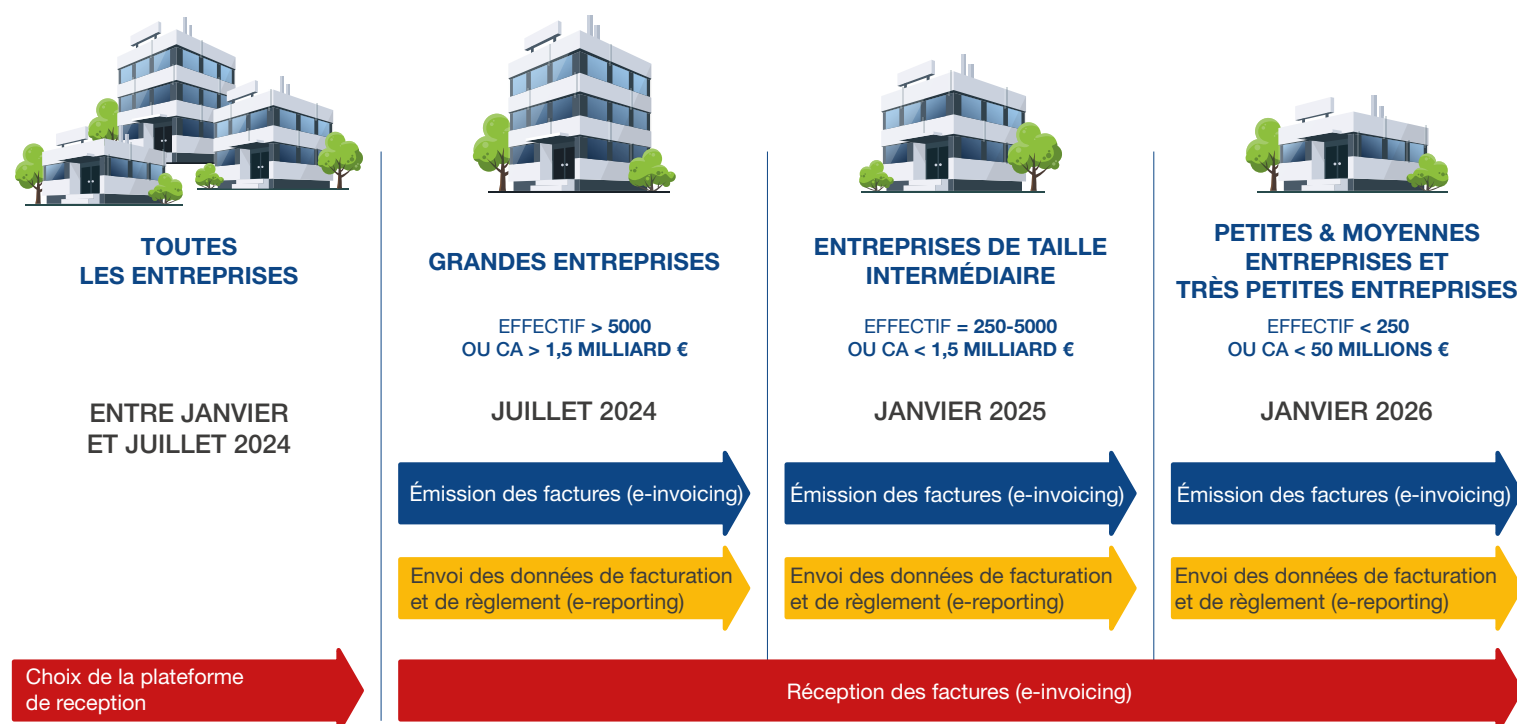 TOUTES
LES ENTREPRISES
ENTRE JANVIER
ET JUILLET 2024
GRANDES ENTREPRISES
EFFECTIF > 5000
OU CA > 1,5 MILLIARD €
JUILLET 2024
Émission des factures (e-invoicing)
Envoi des données de facturation
et de règlement (e-reporting)
ENTREPRISES DE TAILLE
INTERMÉDIAIRE
EFFECTIF = 250-5000
OU CA < 1,5 MILLIARD €
JANVIER 2025
Émission des factures (e-invoicing)
Envoi des données de facturation
et de règlement (e-reporting)
PETITES & MOYENNES
ENTREPRISES ET
TRÈS PETITES ENTREPRISES
EFFECTIF < 250
OU CA < 50 MILLIONS €
JANVIER 2026
Émission des factures (e-invoicing)
Envoi des données de facturation
et de règlement (e-reporting)
Choix de la plateforme
de reception
Réception des factures (e-invoicing)